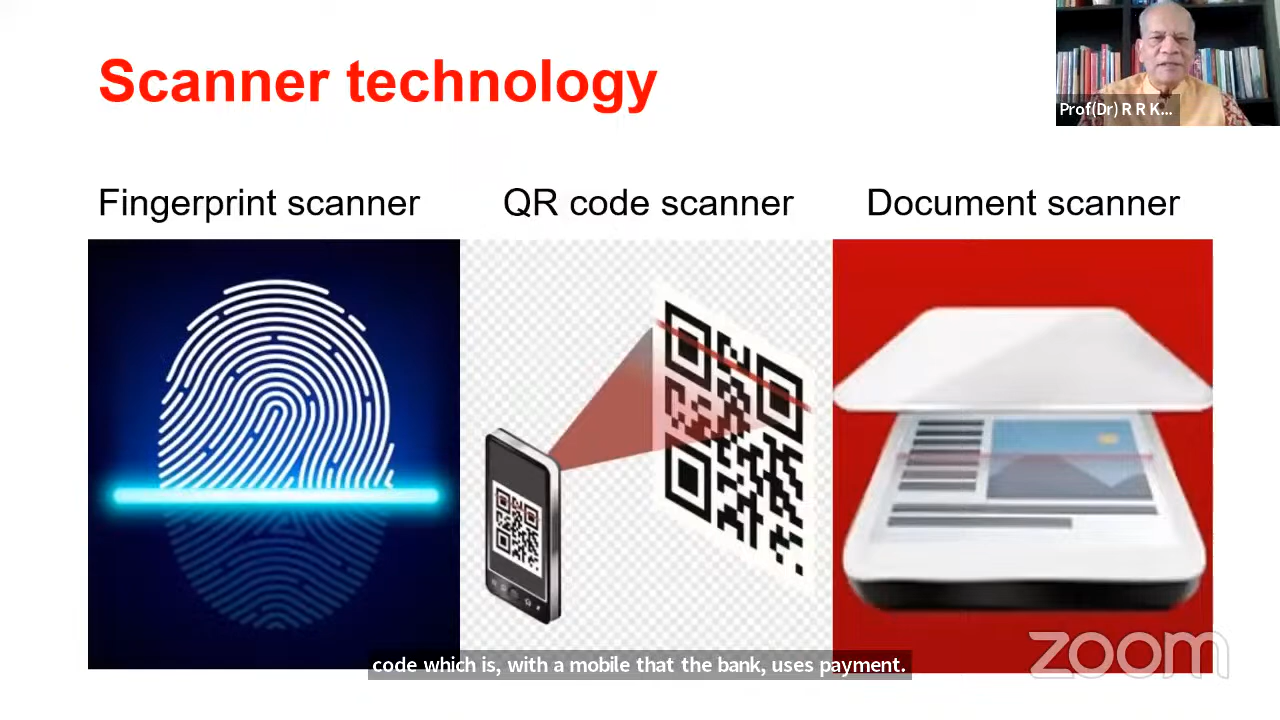 Scanner technology
Prof(Dr) R R K...
Fingerprint scanner
QR code scanner
Document scanner
code which is, with a mobile that the bank, uses payment.
zoom